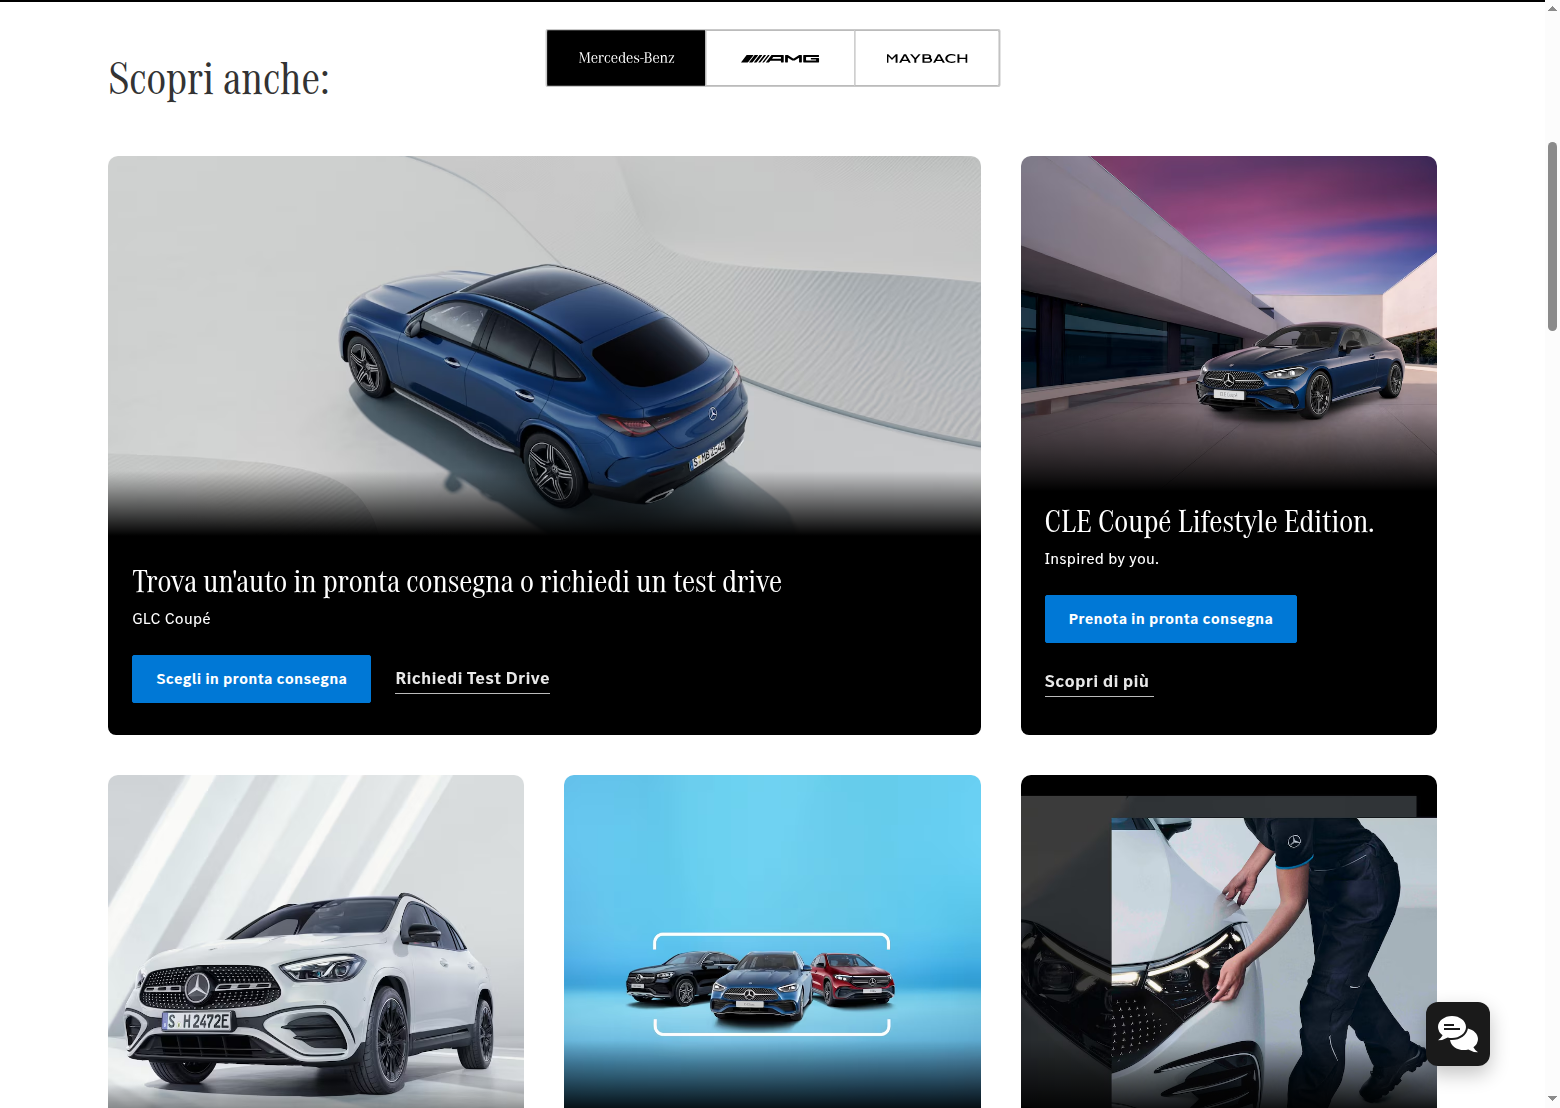 Mercedes-Benz
AMG
MAYBACH
Scopri anche:
Trova un'auto in pronta consegna o richiedi un test drive
GLC Coupé
Scegli in pronta consegna
Richiedi Test Drive
CLE Coupé Lifestyle Edition.
Inspired by you.
Prenota in pronta consegna
Scopri di più
S H 2472E